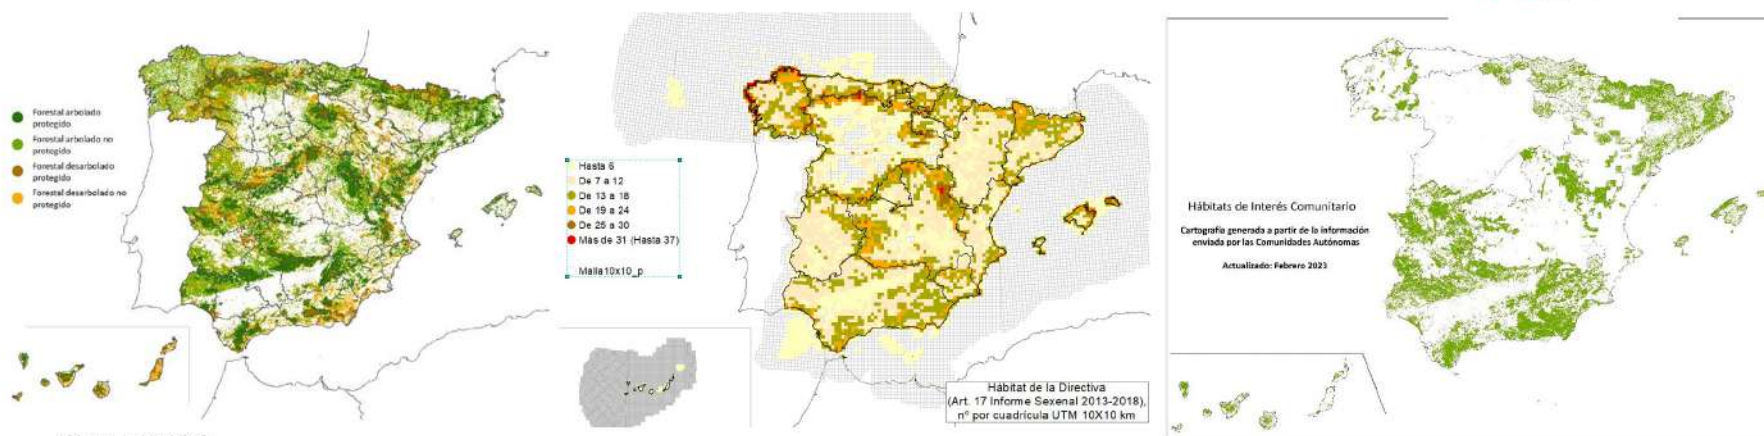 Forestal arbolado
protegido
Forestal arbolado no
protegido
Forestal desarbolado
protegido
Forestal desarbolado no
protegido
Hasta 6
De 7 a 12
De 13 a 18
De 19 a 24
De 25 a 30
Más de 31 (Hasta 37)
Malla10x10_p
Hábitat de la Directiva
(Art. 17 Informe Sexenal 2013-2018),
nº por cuadrícula UTM 10X10 km
Hábitats de Interés Comunitario
Cartografía generada a partir de la información
enviada por las Comunidades Autónomas
Actualizado: Febrero 2023